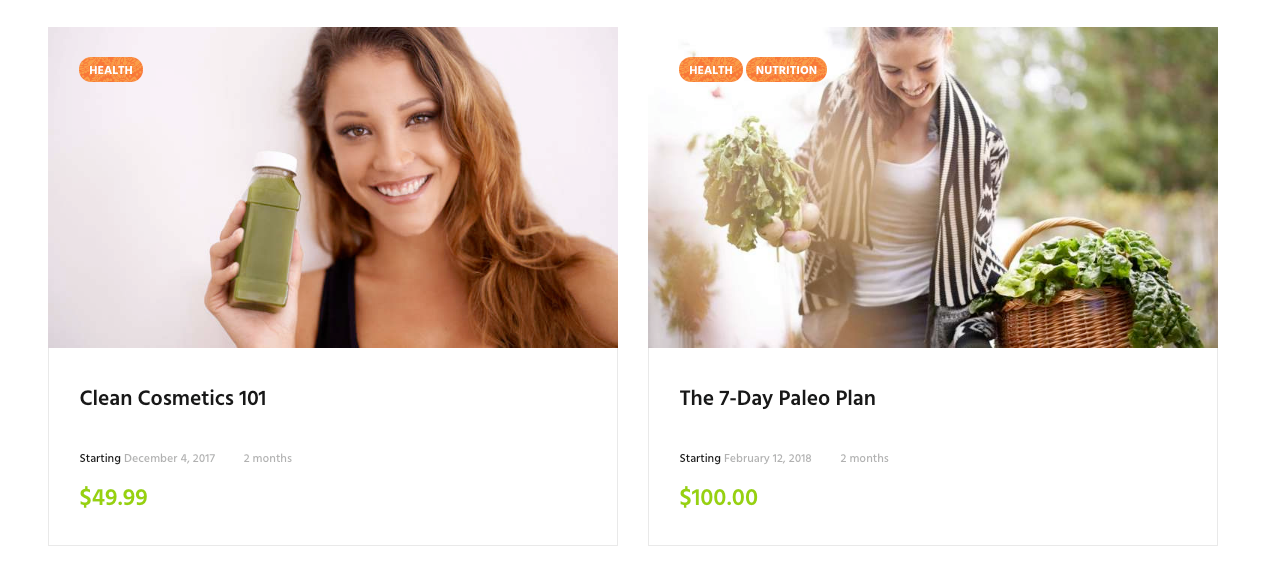 HEALTH
Clean Cosmetics 101
Starting December 4, 2017 2 months
$49.99
HEALTH NUTRITION
The 7-Day Paleo Plan
Starting February 12, 2018 2 months
$100.00